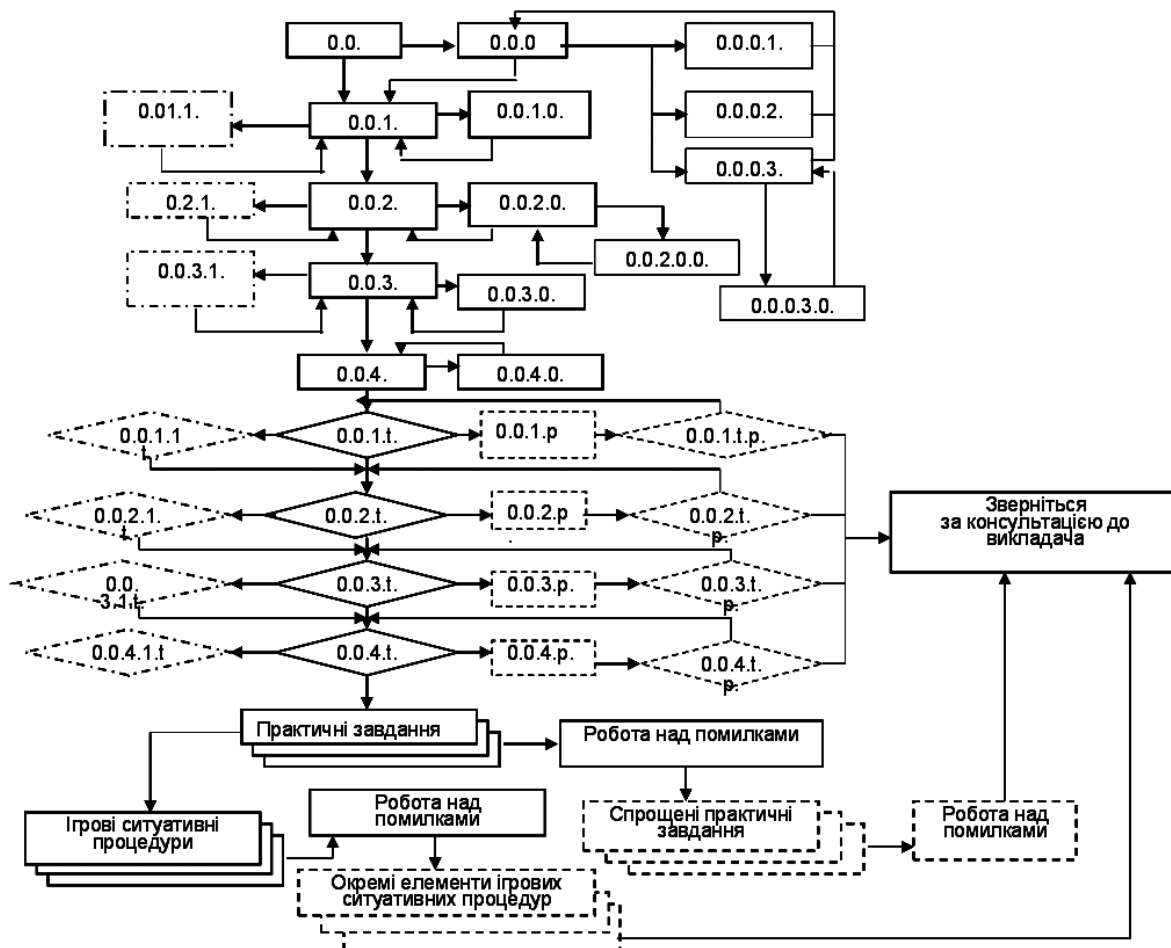 0.0.
0.0.0
0.0.0.1.
0.01.1.
0.0.1.
0.0.1.0.
0.0.0.2.
0.0.0.3.
0.2.1.
0.0.2.
0.0.2.0.
0.0.2.0.0.
0.0.3.1.
0.0.3.
0.0.3.0.
0.0.0.3.0.
0.0.4.
0.0.4.0.
0.0.1.1
t.
0.0.1.t.
0.0.1.p
0.0.1.t.p.
0.0.2.1.
t.
0.0.2.t.
0.0.2.p
0.0.2.t.
p.
Зверніться
за консультацією до
викладача
0.0.
3.1.t.
0.0.3.t.
0.0.3.p.
0.0.3.t.
p.
0.0.4.1.t
0.0.4.t.
0.0.4.p.
0.0.4.t.
p.
Практичні завдання
Робота над помилками
Ігрові ситуативні
процедури
Робота над
помилками
Спрощені практичні
завдання
Робота над
помилками
Окремі елементи ігрових
ситуативних процедур